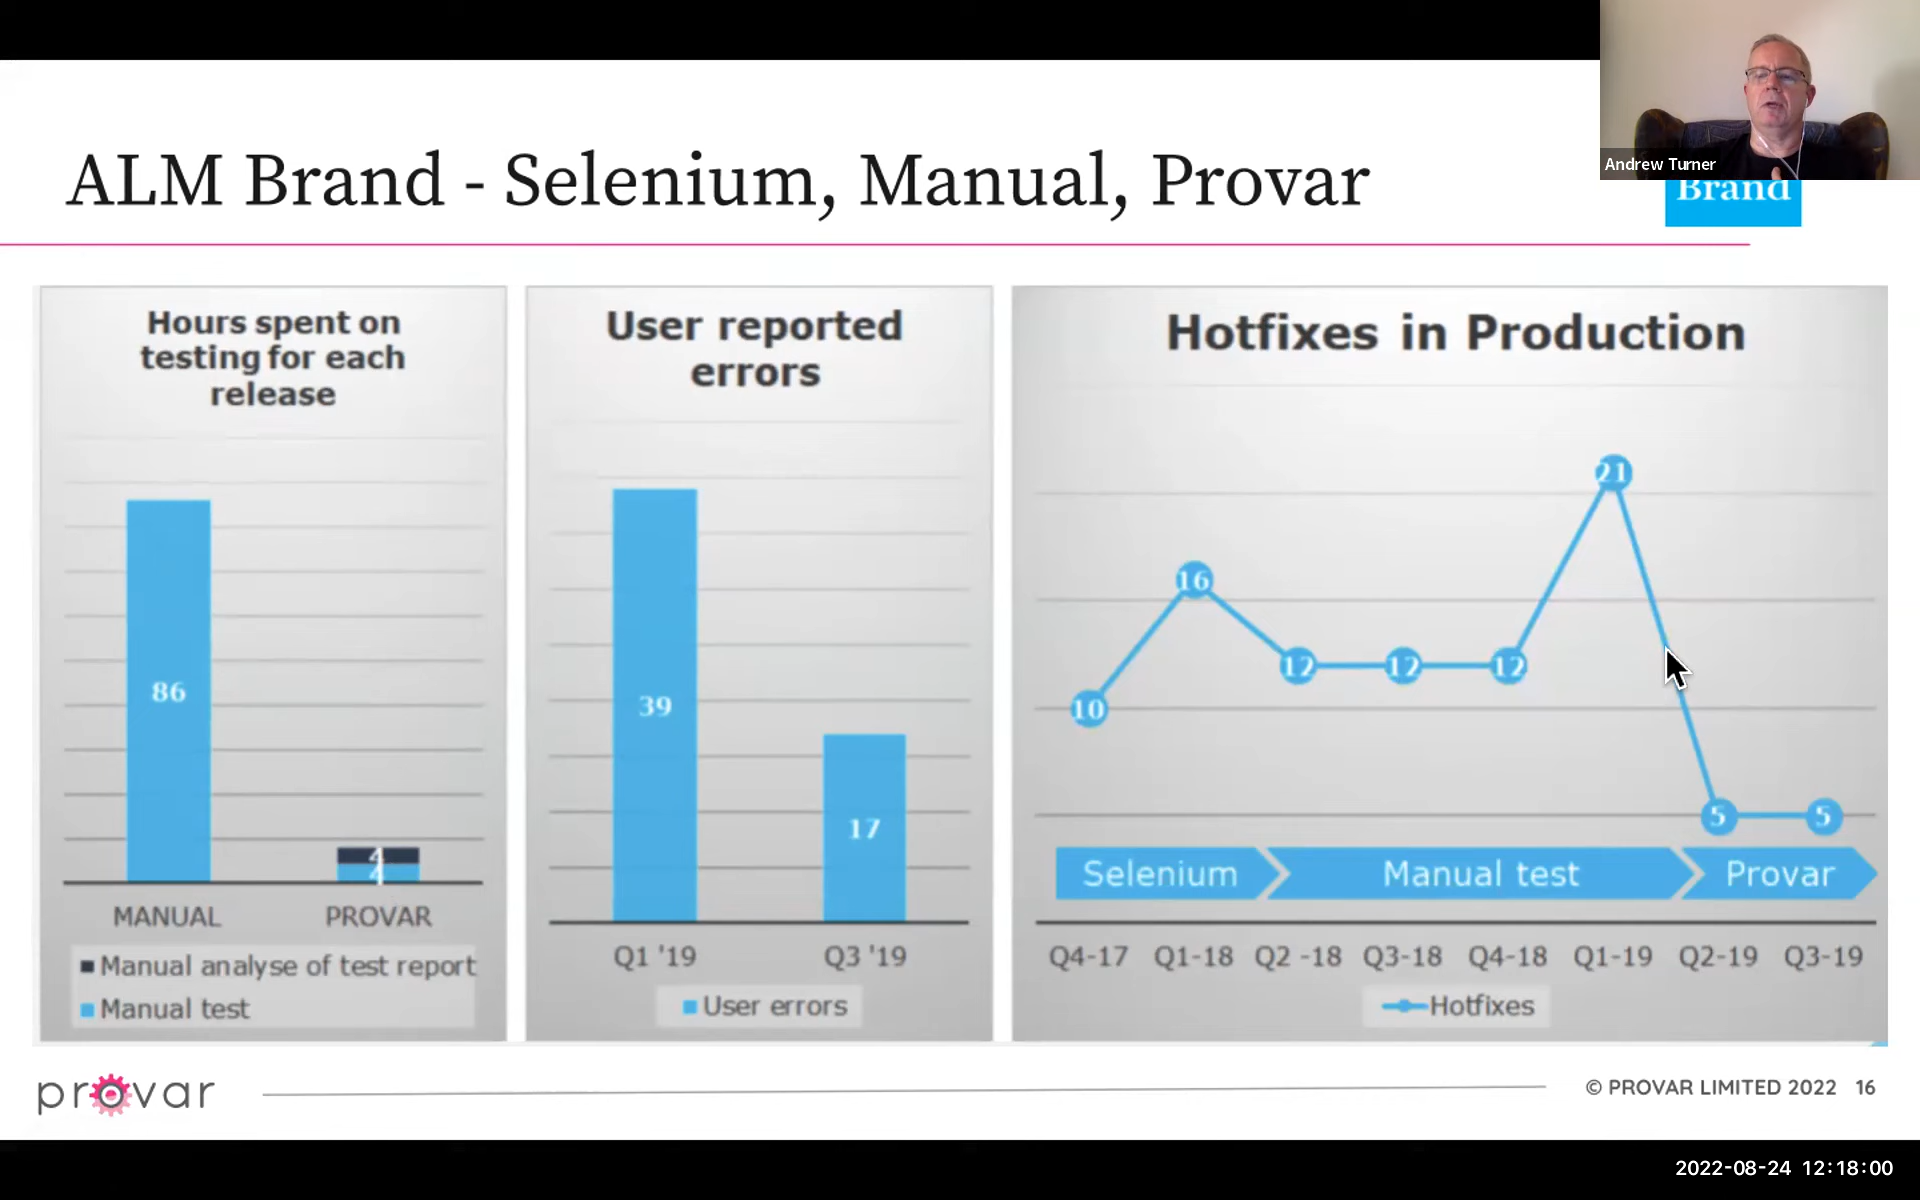 Andrew Turner
ALM Brand - Selenium, Manual, Provar
Brand
Hours spent on
testing for each
release
86
4
4
MANUAL
PROVAR
Manual analyse of test report
Manual test
User reported
errors
39
17
Q1 '19
Q3 '19
User errors
Hotfixes in Production
10
16
12
12
12
21
5
5
Selenium
Manual test
Provar
Q4-17
Q1-18
Q2 -18
Q3-18
Q4-18
Q1-19
Q2-19
Q3-19
Hotfixes
provar
© PROVAR LIMITED 2022 16
2022-08-24 12:18:00